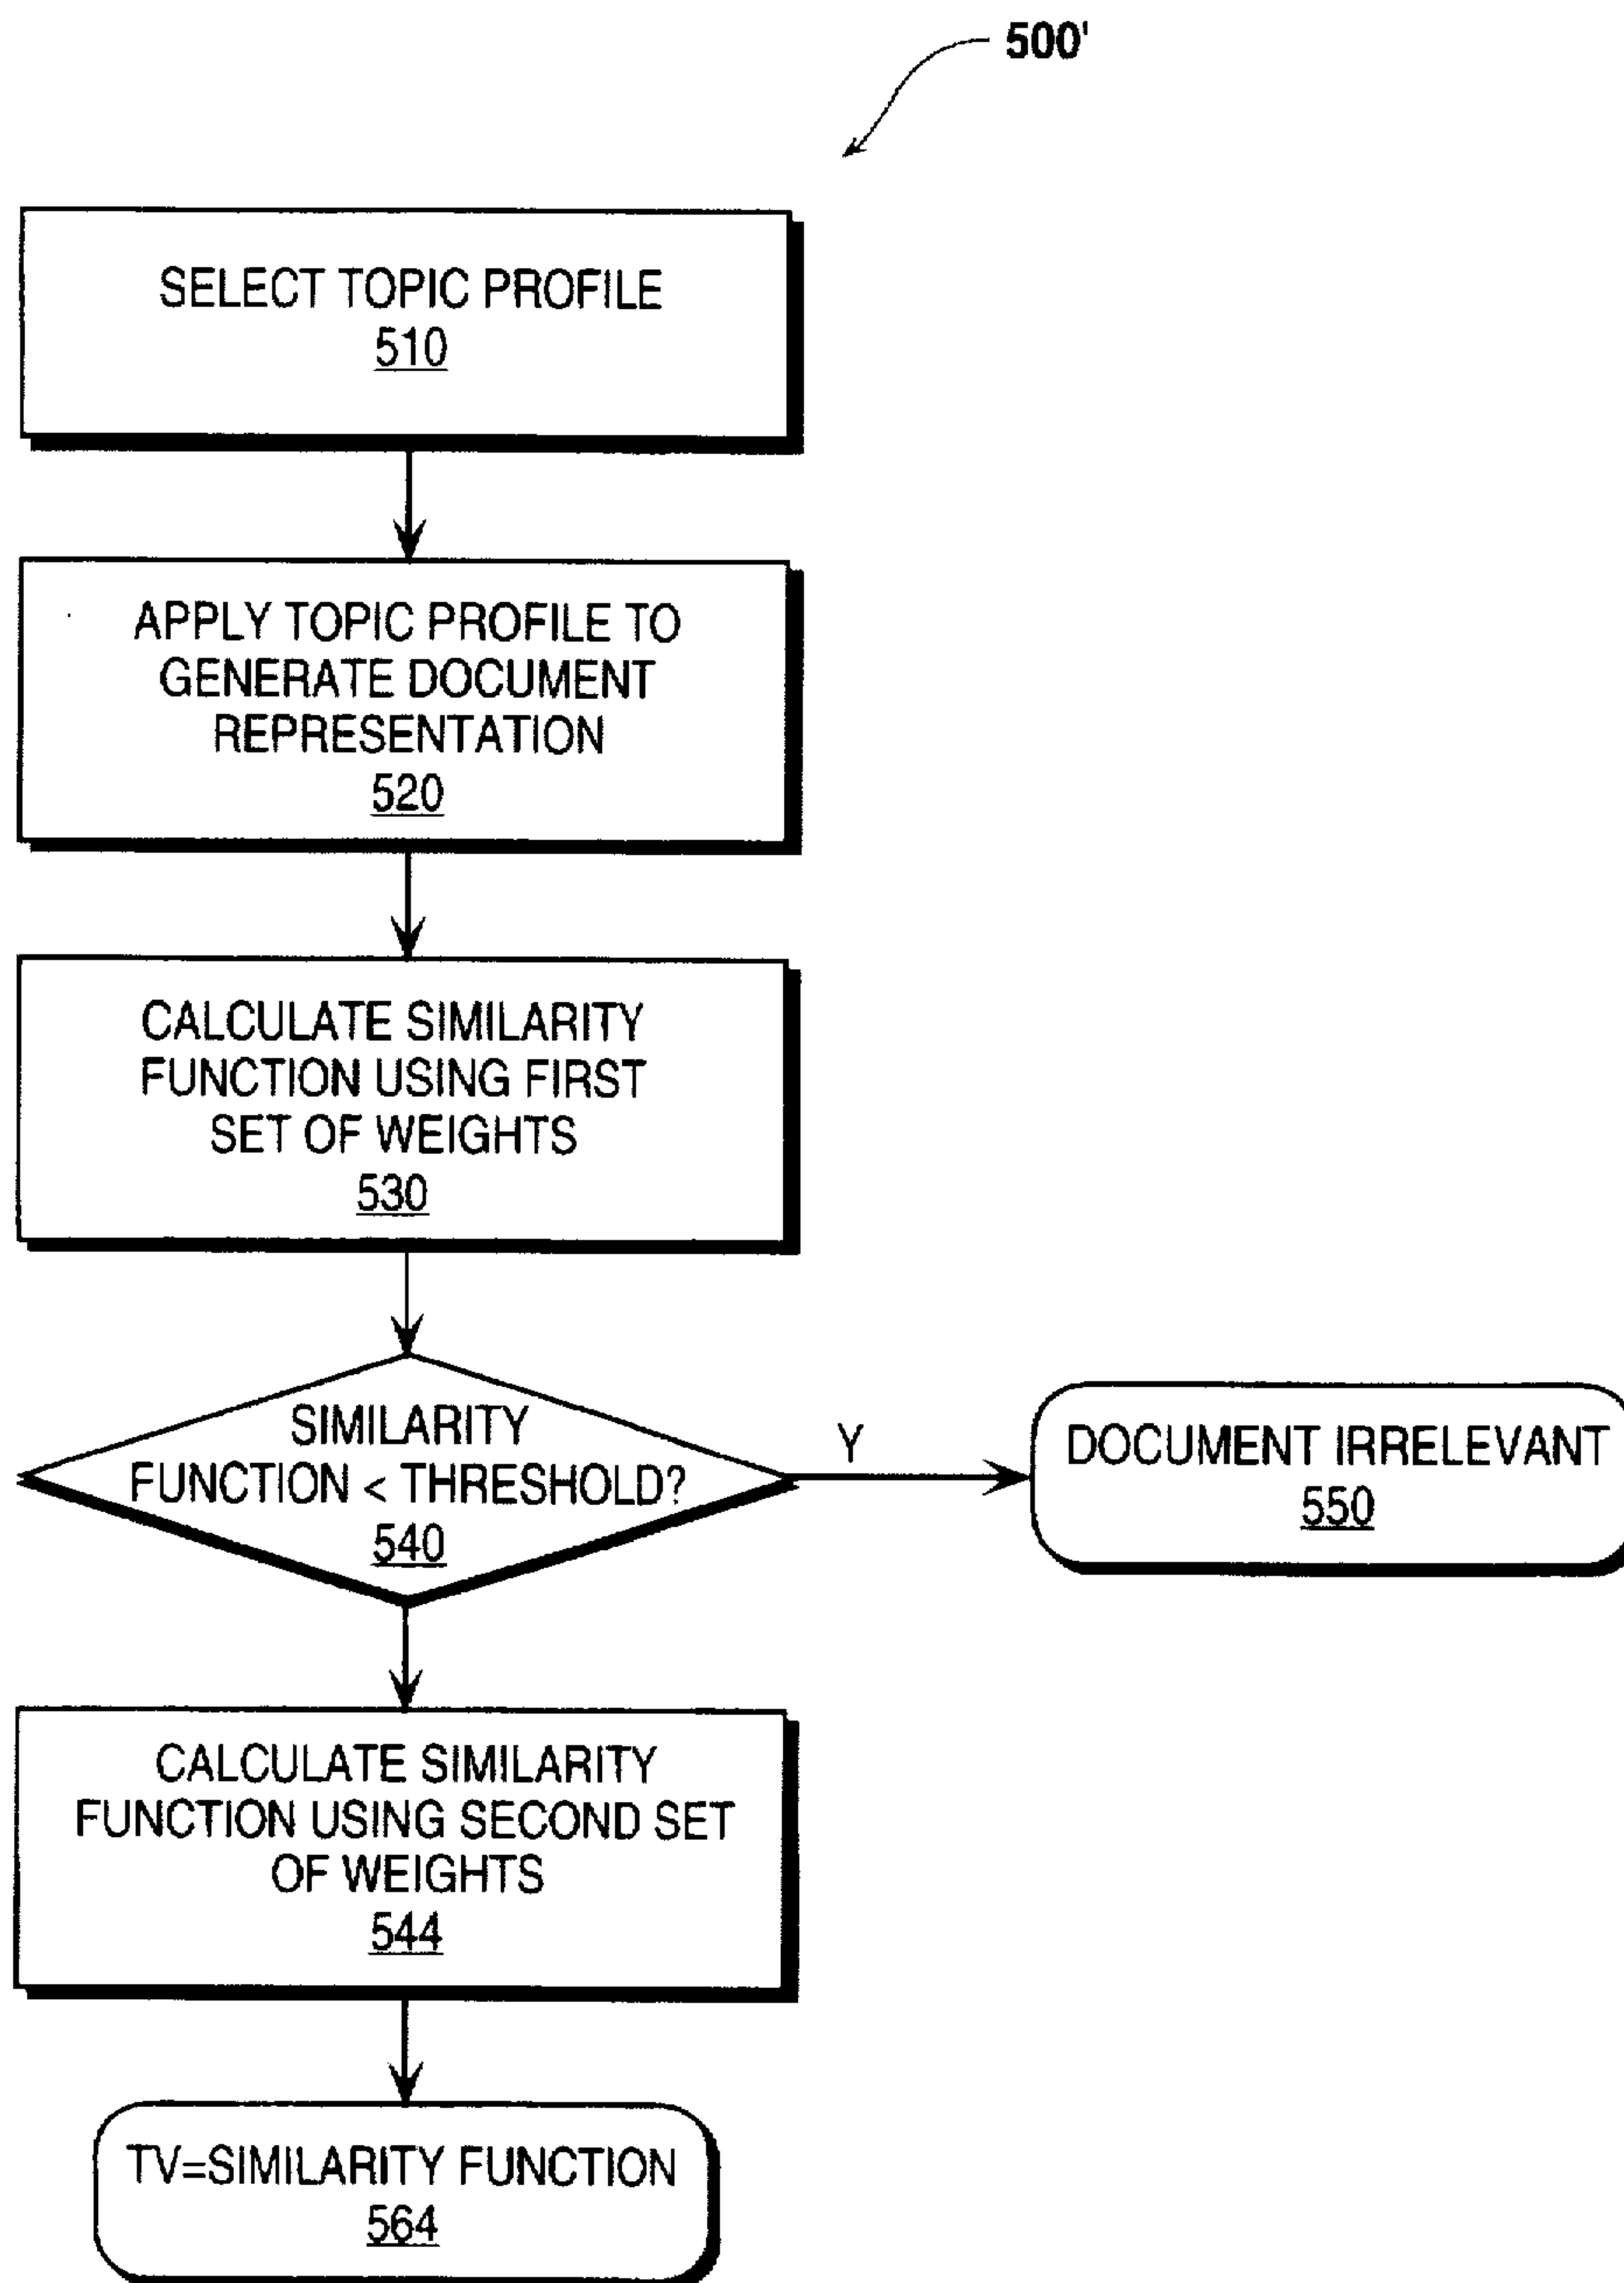 500'
SELECT TOPIC PROFILE
510
APPLY TOPIC PROFILE TO
GENERATE DOCUMENT
REPRESENTATION
520
CALCULATE SIMILARITY
FUNCTION USING FIRST
SET OF WEIGHTS
530
SIMILARITY
FUNCTION < THRESHOLD?
540
Y
DOCUMENT IRRELEVANT
550
CALCULATE SIMILARITY
FUNCTION USING SECOND SET
OF WEIGHTS
544
TV=SIMILARITY FUNCTION
564